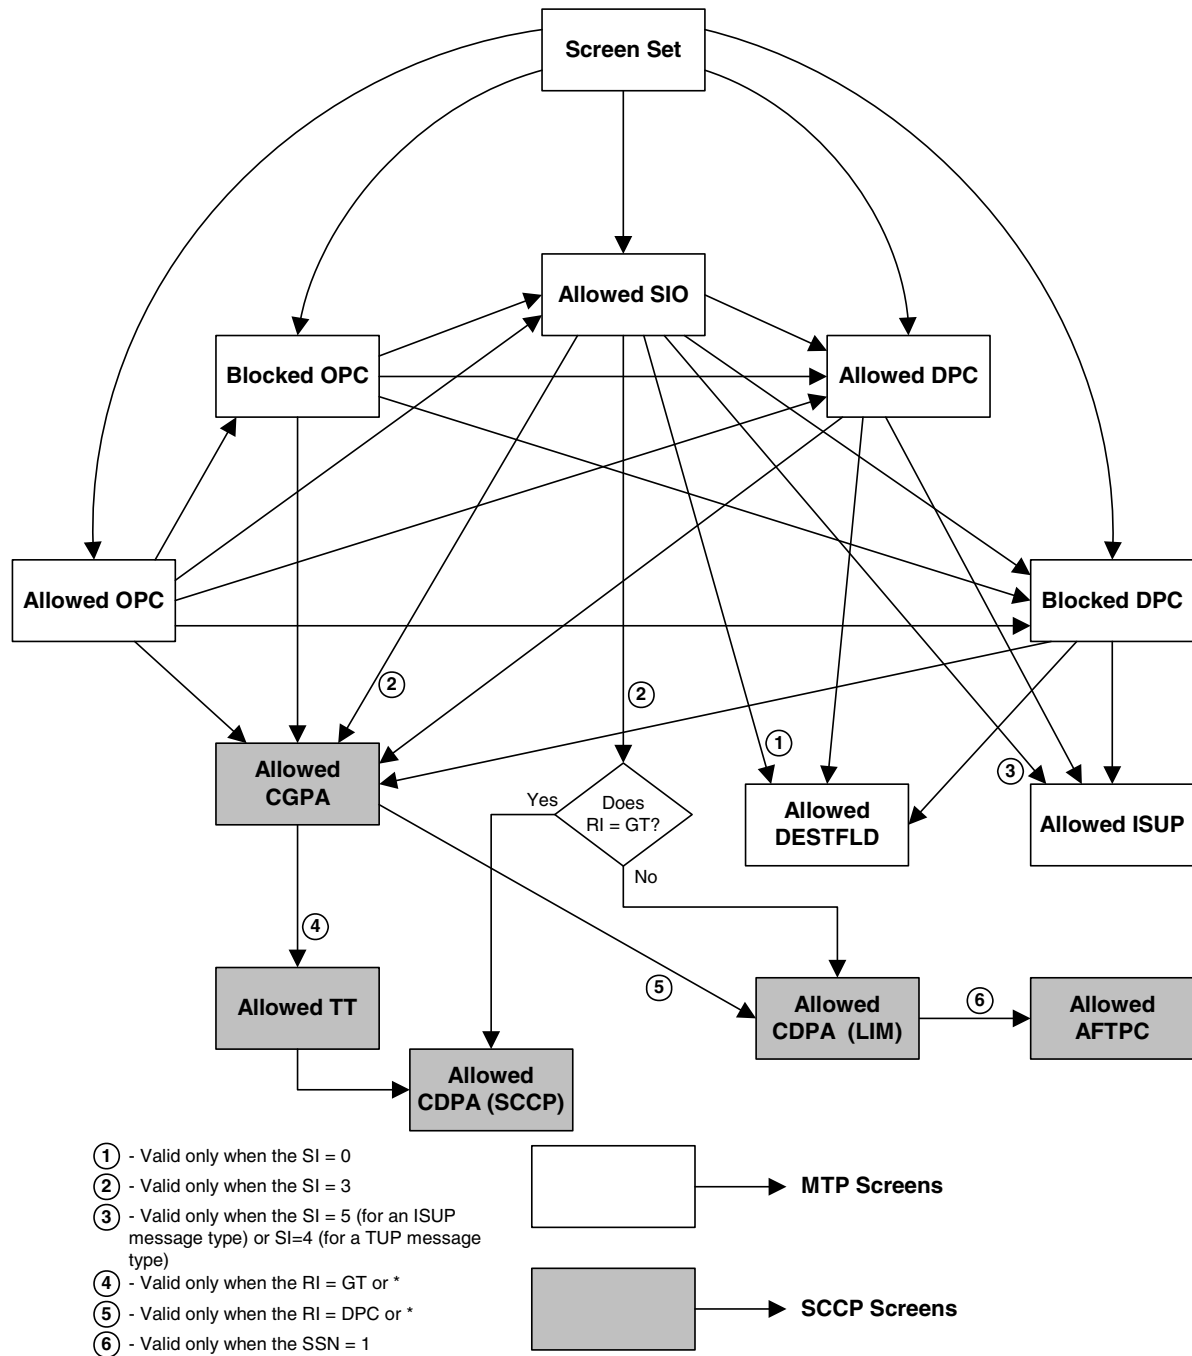 Screen Set
Allowed SIO
Blocked OPC
Allowed DPC
Allowed OPC
Blocked DPC
2
2
1
3
Allowed
CGPA
Yes
Does
RI = GT?
No
Allowed
DESTFLD
Allowed ISUP
4
5
6
Allowed TT
Allowed
CDPA (LIM)
Allowed
AFTPC
Allowed
CDPA (SCCP)
1 - Valid only when the SI = 0
2 - Valid only when the SI = 3
3 - Valid only when the SI = 5 (for an ISUP
message type) or SI=4 (for a TUP message
type)
4 - Valid only when the RI = GT or *
5 - Valid only when the RI = DPC or *
6 - Valid only when the SSN = 1
MTP Screens
SCCP Screens